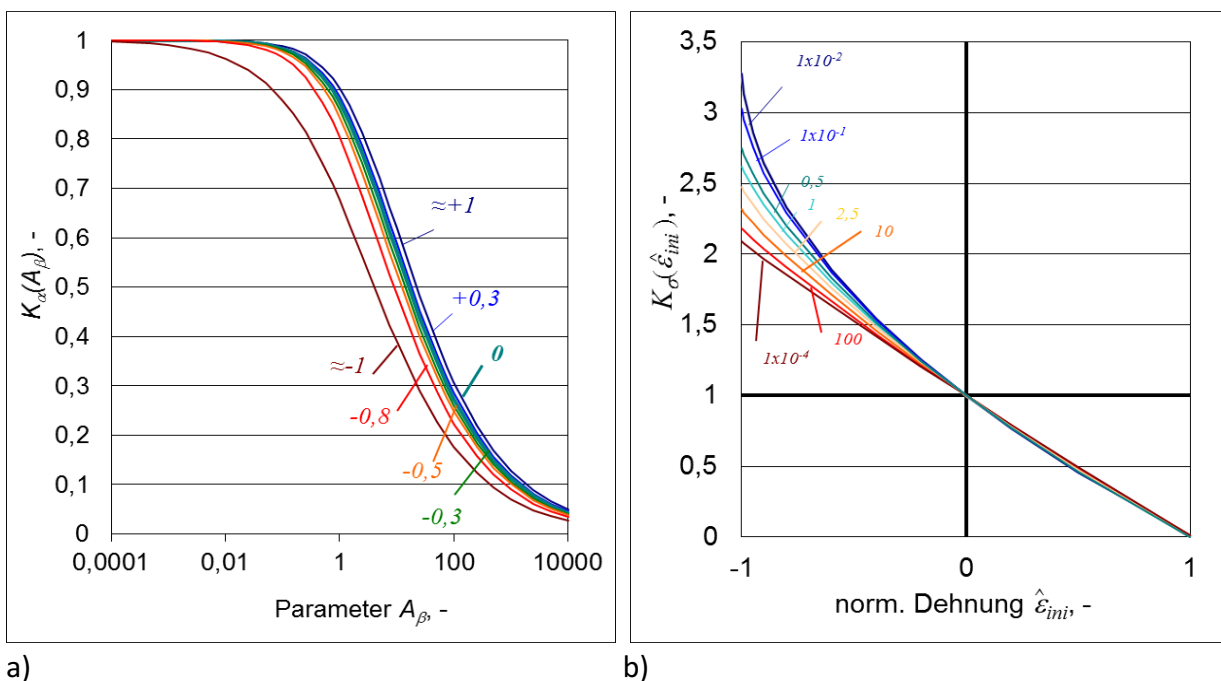 1
0,9
0,8
0,7
0,6
0,5
0,4
0,3
0,2
0,1
0
Kα(Aβ), -
≈+1
+0,3
0
≈-1
-0,8
-0,5
-0,3
0,0001 0,01 1 100 10000
Parameter Aβ, -
a)
3,5
3
2,5
2
1,5
1
0,5
0
Kσ(ε̂ini), -
1x10-2
1x10-1
0,5
1
2,5
10
100
1x10-4
-1 0 1
norm. Dehnung ε̂ini, -
b)